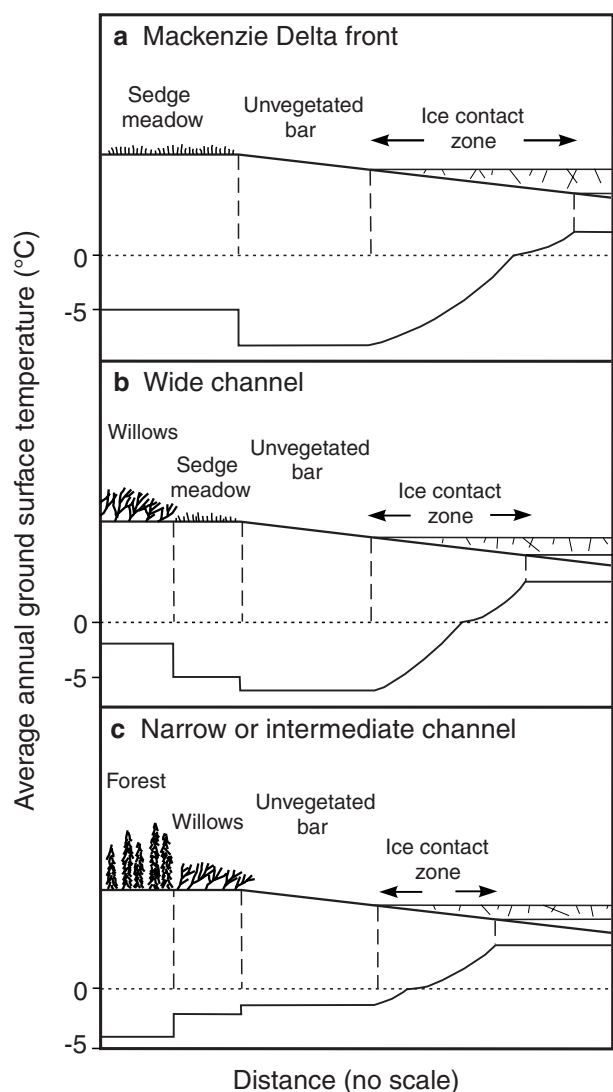 a Mackenzie Delta front
Sedge
meadow
Unvegetated
bar
Ice contact
zone
0
-5
b Wide channel
Willows
Sedge
meadow
Unvegetated
bar
Ice contact
zone
0
-5
c Narrow or intermediate channel
Forest
Willows
Unvegetated
bar
Ice contact
zone
0
-5
Average annual ground surface temperature (°C)
Distance (no scale)